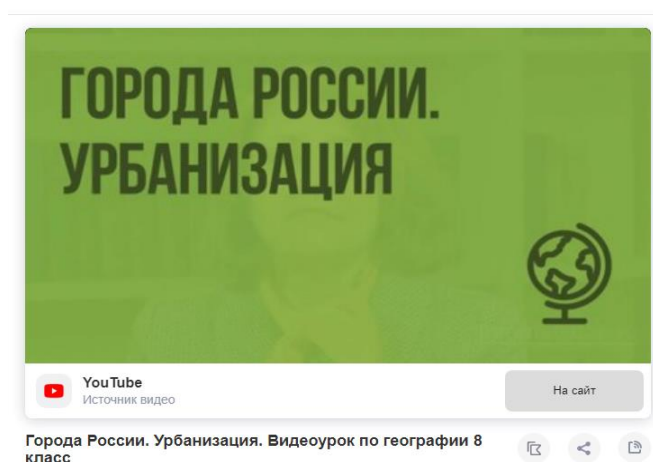 ГОРОДА РОССИИ.
УРБАНИЗАЦИЯ
YouTube
Источник видео
На сайт
Города России. Урбанизация. Видеоурок по географии 8
класс